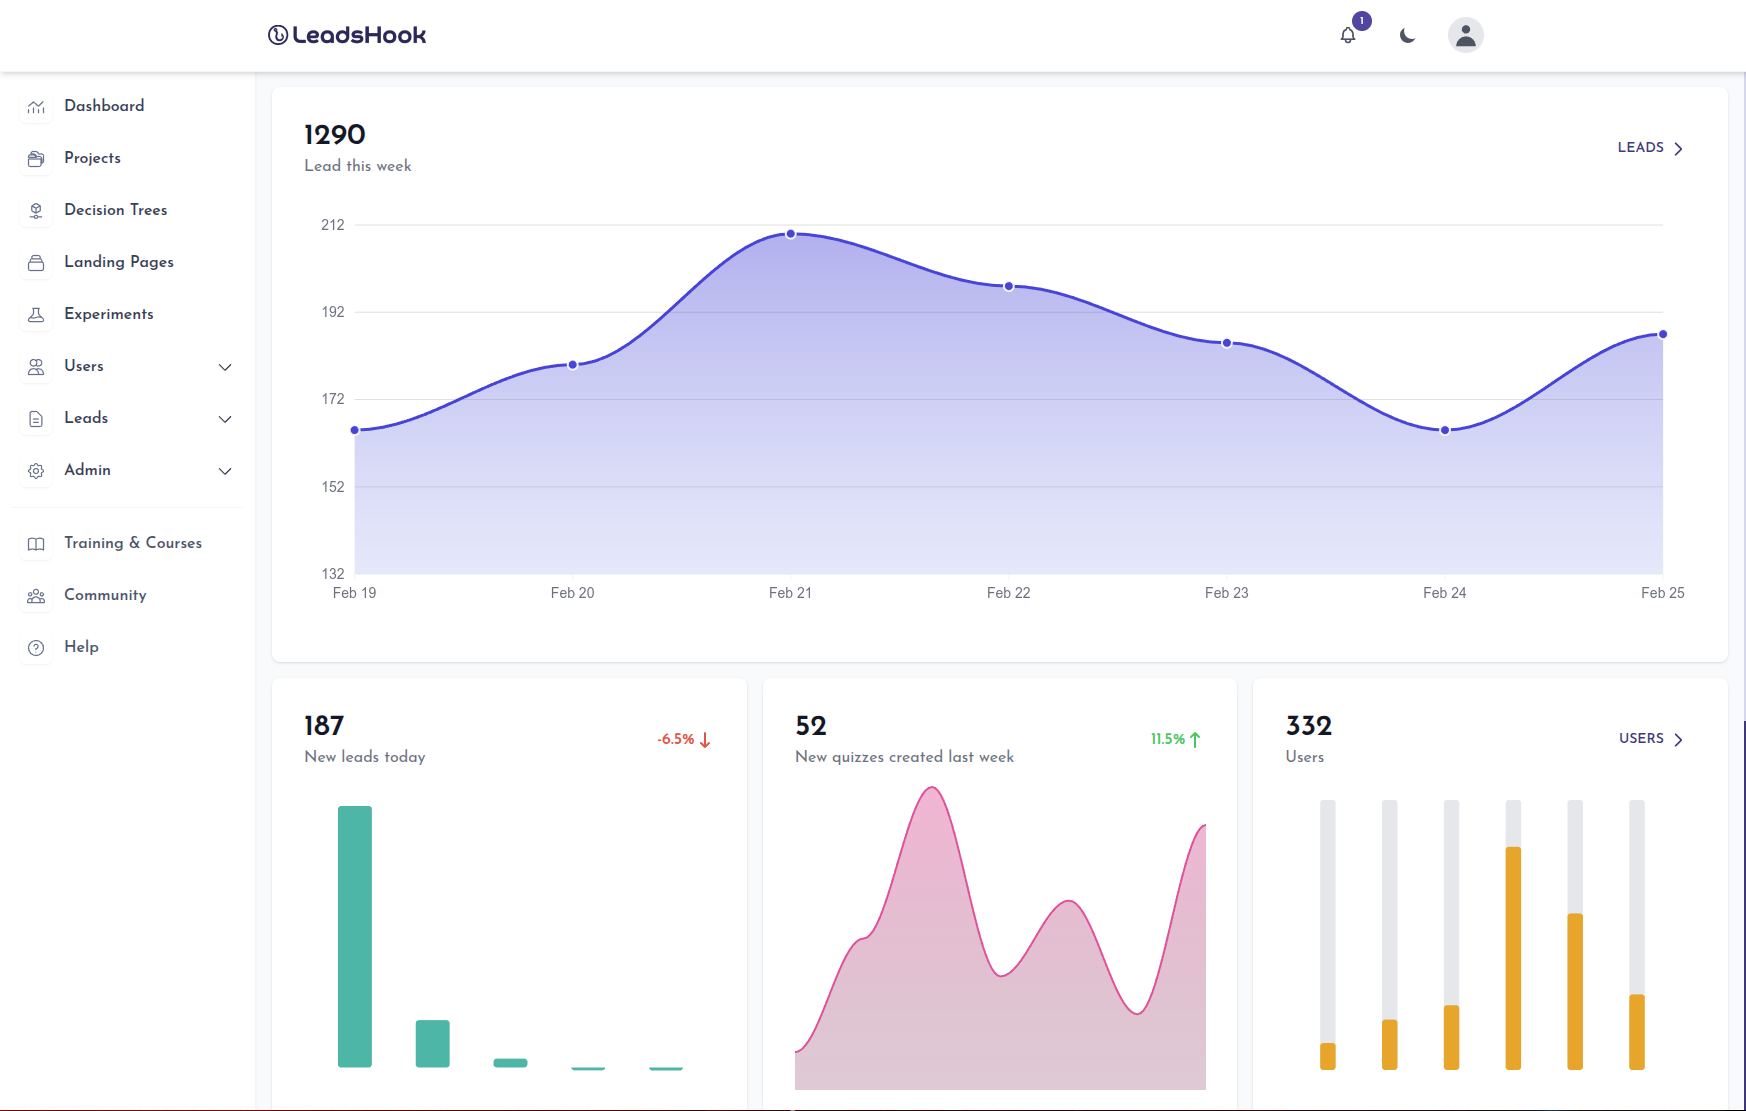 LeadsHook
1
Dashboard
Projects
Decision Trees
Landing Pages
Experiments
Users
Leads
Admin
Training & Courses
Community
Help
1290
Lead this week
LEADS
212
192
172
152
132
Feb 19 Feb 20 Feb 21 Feb 22 Feb 23 Feb 24 Feb 25
187
New leads today
-6.5%
52
New quizzes created last week
11.5%
332
Users
USERS